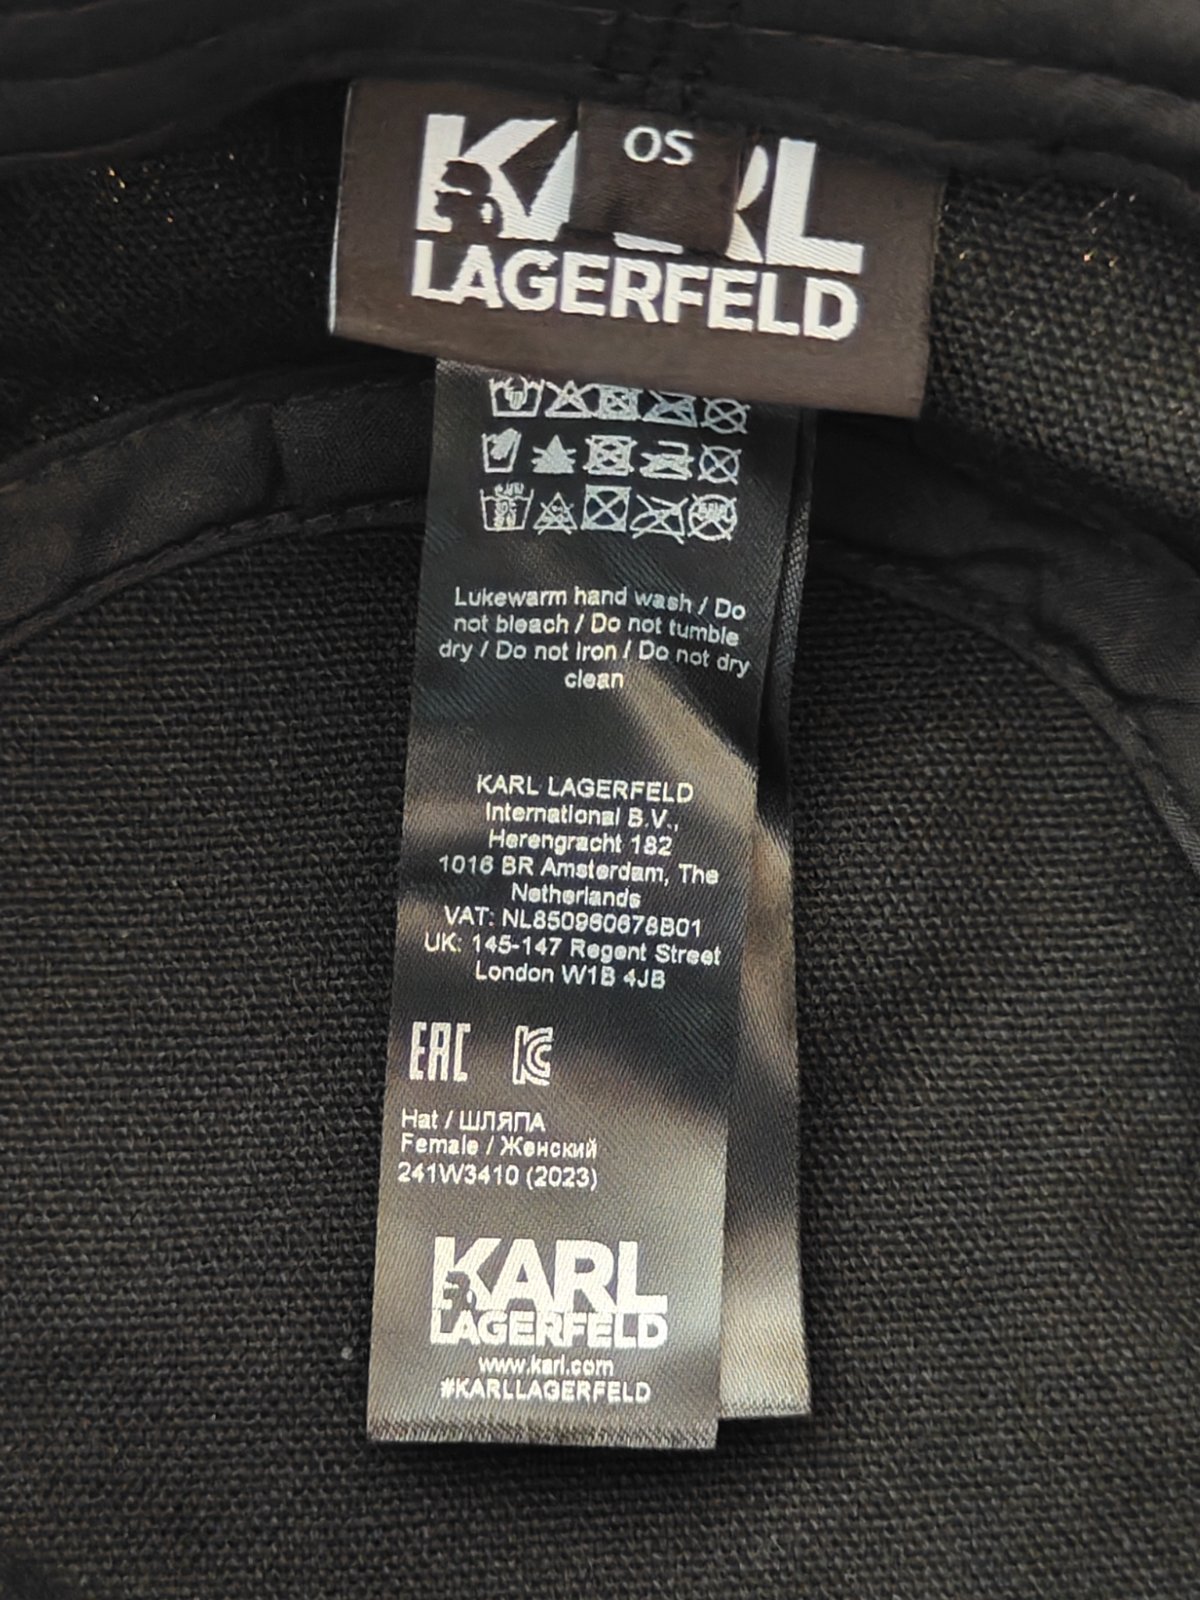 OS
KARL
LAGERFELD
Lukewarm hand wash / Do
not bleach / Do not tumble
dry / Do not Iron / Do not dry
clean
KARL LAGERFELD
International B.V.,
Herengracht 182
1016 BR Amsterdam, The
Netherlands
VAT: NL850960678B01
UK: 145-147 Regent Street
London W1B 4JB
EAC
Hat / ШЛЯПА
Female / Женский
241W3410 (2023)
KARL
LAGERFELD
www.karl.com
#KARLLAGERFELD